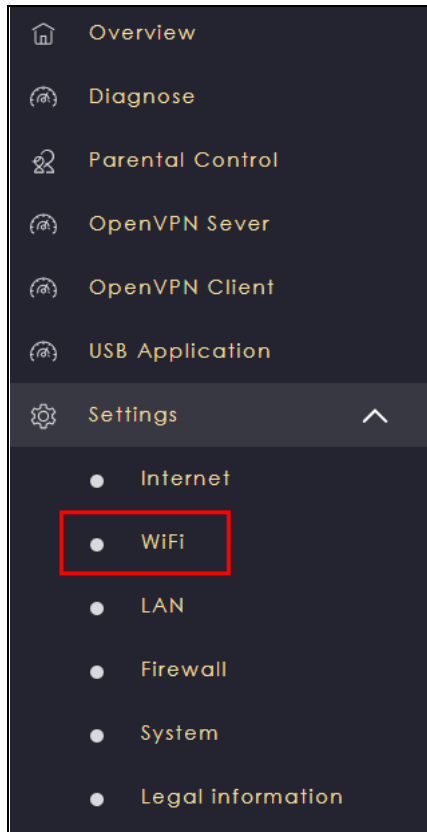 Overview
Diagnose
Parental Control
OpenVPN Sever
OpenVPN Client
USB Application
Settings
Internet
WiFi
LAN
Firewall
System
Legal information